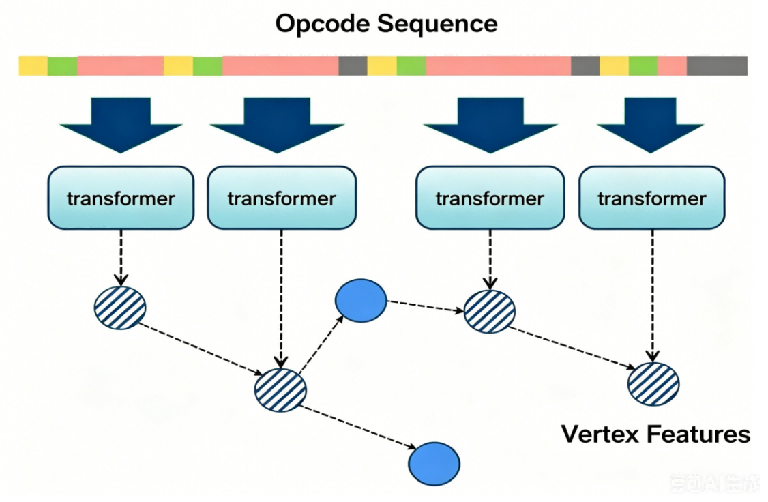 Opcode Sequence
transformer
transformer
transformer
transformer
Vertex Features